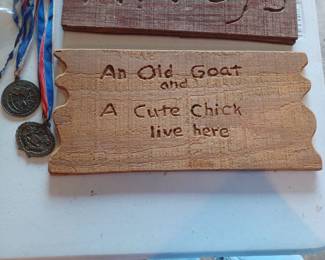 An Old Goat
and
A Cute Chick
live here